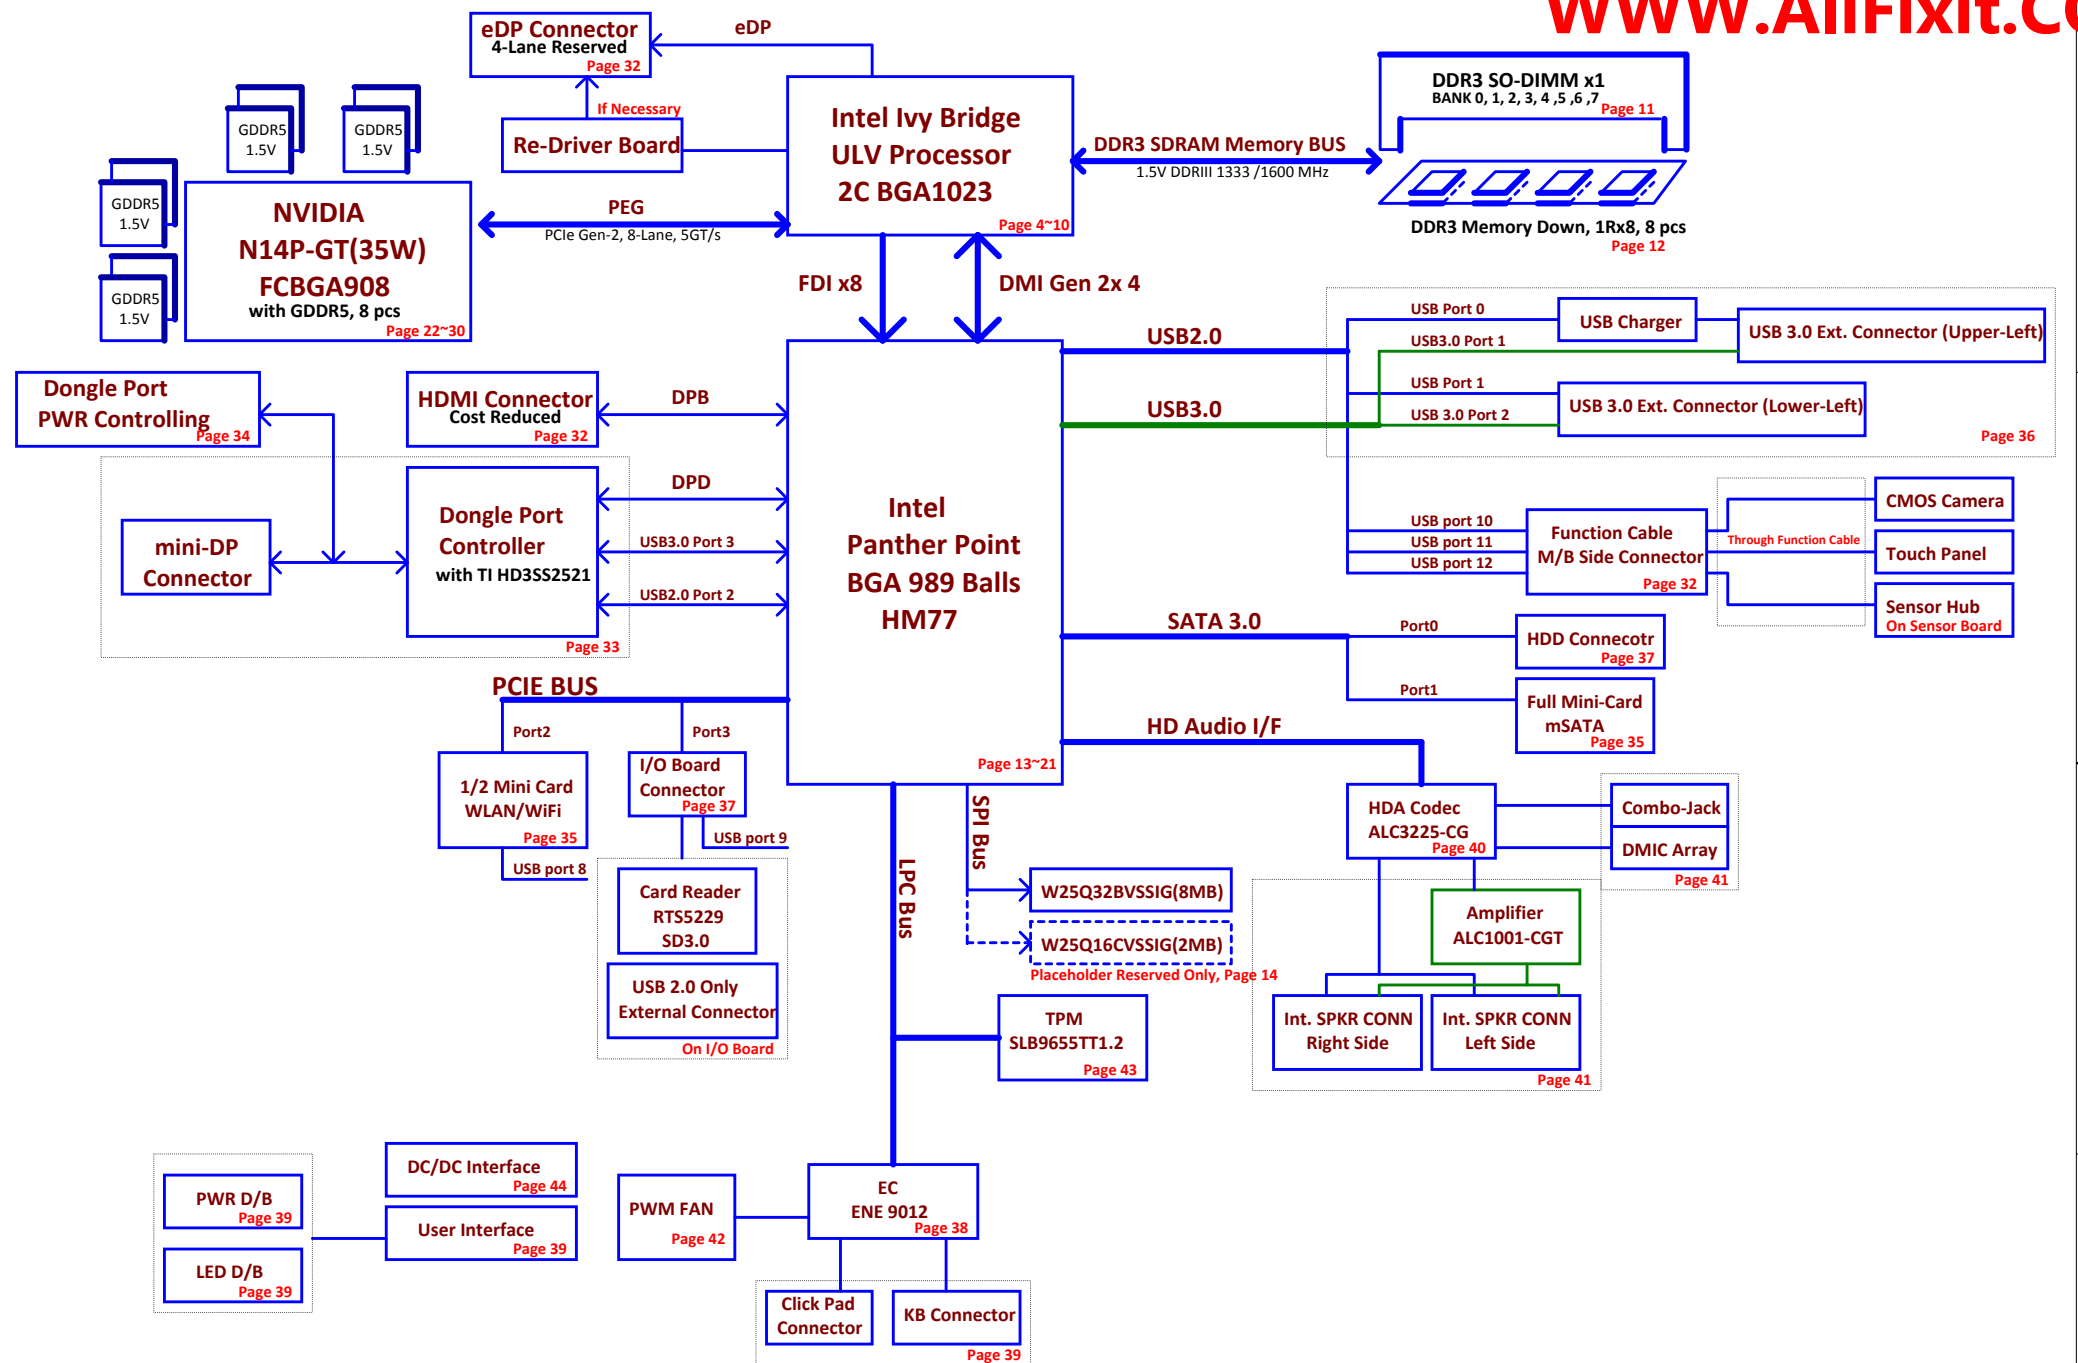 WWW.AllFixit.C
eDP Connector
4-Lane Reserved
Page 32
eDP
If Necessary
Re-Driver Board
Intel Ivy Bridge
ULV Processor
2C BGA1023
Page 4~10
DDR3 SDRAM Memory BUS
1.5V DDRIII 1333 /1600 MHz
DDR3 SO-DIMM x1
BANK 0, 1, 2, 3, 4 ,5 ,6 ,7
Page 11
DDR3 Memory Down, 1Rx8, 8 pcs
Page 12
GDDR5
1.5V
GDDR5
1.5V
GDDR5
1.5V
GDDR5
1.5V
NVIDIA
N14P-GT(35W)
FCBGA908
with GDDR5, 8 pcs
Page 22~30
PEG
PCIe Gen-2, 8-Lane, 5GT/s
FDI x8
DMI Gen 2x 4
Dongle Port
PWR Controlling
Page 34
HDMI Connector
Cost Reduced
Page 32
DPB
mini-DP
Connector
Dongle Port
Controller
with TI HD3SS2521
Page 33
DPD
USB3.0 Port 3
USB2.0 Port 2
Intel
Panther Point
BGA 989 Balls
HM77
Page 13~21
USB2.0
USB3.0
USB Port 0
USB Charger
USB 3.0 Ext. Connector (Upper-Left)
USB3.0 Port 1
USB Port 1
USB 3.0 Port 2
USB 3.0 Ext. Connector (Lower-Left)
Page 36
USB port 10
USB port 11
USB port 12
Function Cable
M/B Side Connector
Page 32
Through Function Cable
CMOS Camera
Touch Panel
Sensor Hub
On Sensor Board
SATA 3.0
Port0
HDD Connecotr
Page 37
Port1
Full Mini-Card
mSATA
Page 35
HD Audio I/F
HDA Codec
ALC3225-CG
Page 40
Combo-Jack
DMIC Array
Page 41
Amplifier
ALC1001-CGT
Int. SPKR CONN
Right Side
Int. SPKR CONN
Left Side
Page 41
PCIE BUS
Port2
Port3
1/2 Mini Card
WLAN/WiFi
Page 35
USB port 8
I/O Board
Connector
Page 37
USB port 9
Card Reader
RTS5229
SD3.0
USB 2.0 Only
External Connector
On I/O Board
LPC Bus
SPI Bus
W25Q32BVSSIG(8MB)
W25Q16CVSSIG(2MB)
Placeholder Reserved Only, Page 14
TPM
SLB9655TT1.2
Page 43
PWR D/B
Page 39
LED D/B
Page 39
DC/DC Interface
Page 44
User Interface
Page 39
PWM FAN
Page 42
EC
ENE 9012
Page 38
Click Pad
Connector
KB Connector
Page 39